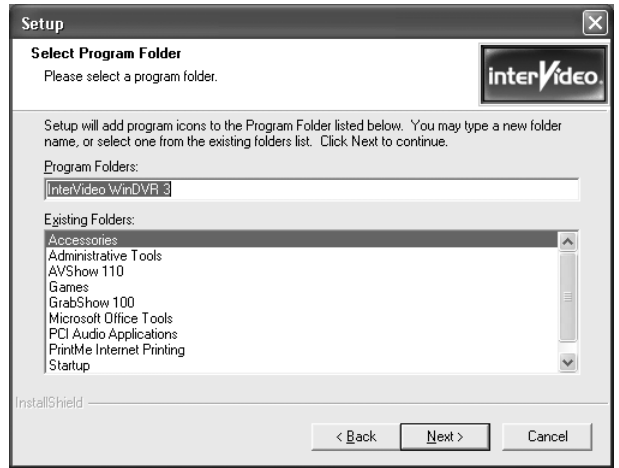 Setup
Select Program Folder
Please select a program folder.
interVideo.
Setup will add program icons to the Program Folder listed below. You may type a new folder
name, or select one from the existing folders list. Click Next to continue.
Program Folders:
InterVideo WinDVR 3
Existing Folders:
Accessories
Administrative Tools
AVShow 110
Games
GrabShow 100
Microsoft Office Tools
PCI Audio Applications
PrintMe Internet Printing
Startup
InstallShield
< Back
Next >
Cancel